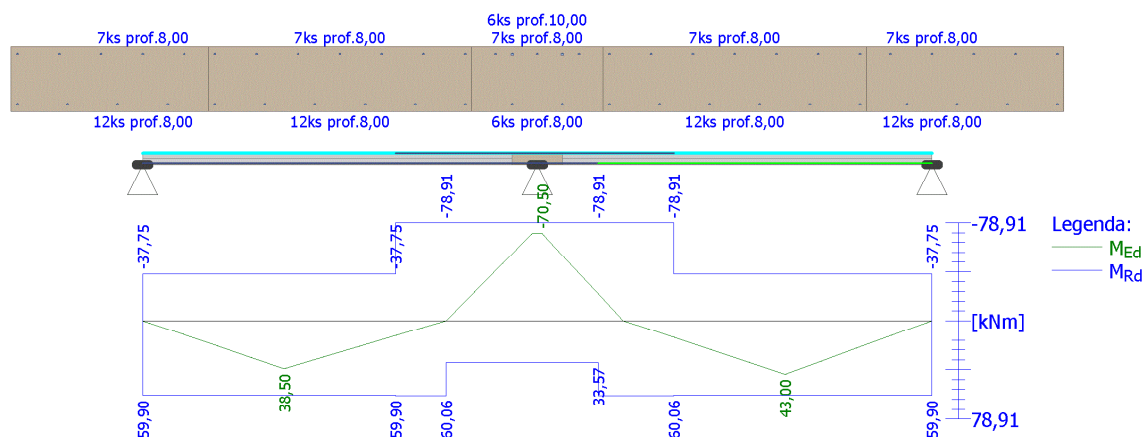 6ks prof.10,00
7ks prof.8,00 7ks prof.8,00 7ks prof.8,00 7ks prof.8,00 7ks prof.8,00
12ks prof.8,00 12ks prof.8,00 6ks prof.8,00 12ks prof.8,00 12ks prof.8,00
-37,75
-37,75
-78,91
-70,50
-78,91
-78,91
-37,75
59,90
38,50
59,90
60,06
33,57
60,06
43,00
59,90
-78,91
[kNm]
78,91
Legenda:
MEd
MRd